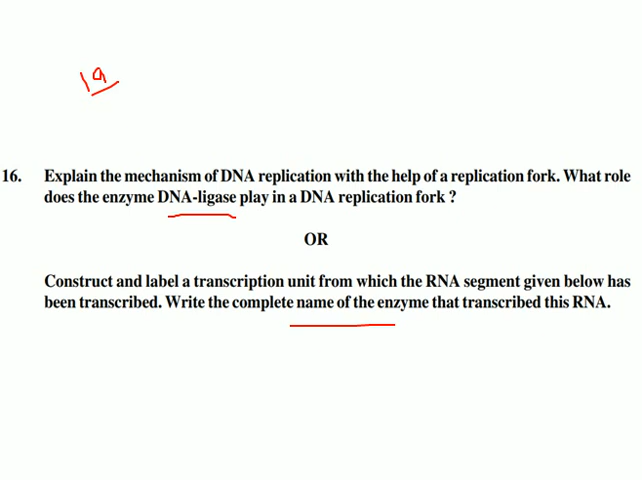 19
16. Explain the mechanism of DNA replication with the help of a replication fork. What role
does the enzyme DNA-ligase play in a DNA replication fork ?
OR
Construct and label a transcription unit from which the RNA segment given below has
been transcribed. Write the complete name of the enzyme that transcribed this RNA.